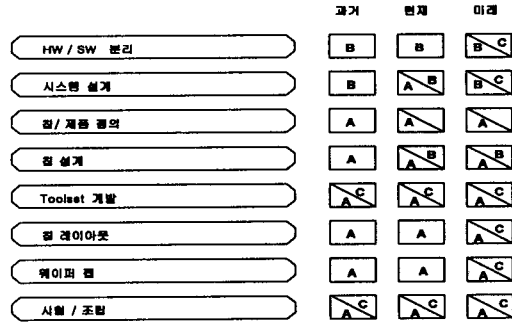 과거 현재 미래
HW / SW 분리 B B B C
시스템 설계 B A B B C
칩/ 제품 정의 A A A
칩 설계 A A B A B
Toolset 개발 A C A C A C
칩 레이아웃 A A A C
웨이퍼 팹 A A A C
시험 / 조립 A C A C A C